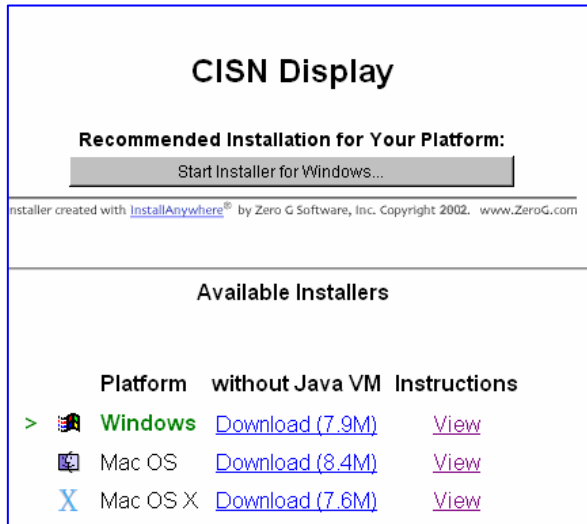 CISN Display
Recommended Installation for Your Platform:
Start Installer for Windows...
nstaller created with InstallAnywhere® by Zero G Software, Inc. Copyright 2002. www.ZeroG.com
Available Installers
Platform without Java VM Instructions
> Windows Download (7.9M) View
Mac OS Download (8.4M) View
X Mac OS X Download (7.6M) View